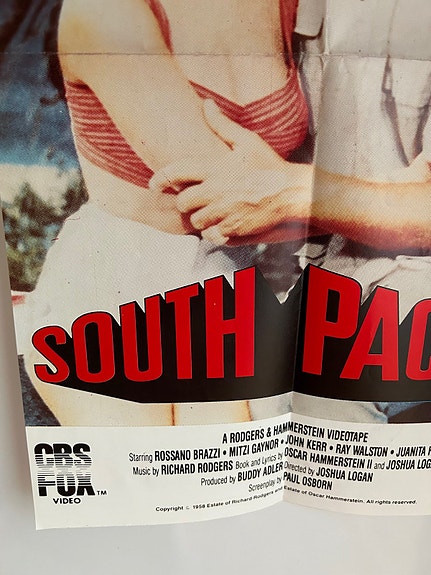 SOUTH PAC
A RODGERS & HAMMERSTEIN VIDEOTAPE
Starring ROSSANO BRAZZI • MITZI GAYNOR • JOHN KERR • RAY WALSTON • JUANITA
Music by RICHARD RODGERS Book and Lyrics by OSCAR HAMMERSTEIN II and JOSHUA LOG
Produced by BUDDY ADLER Directed by JOSHUA LOGAN
Screenplay by PAUL OSBORN
Copyright © 1958 Estate of Richard Rodgers and Estate of Oscar Hammerstein. All rights reserved.
CBS
FOX TM
VIDEO